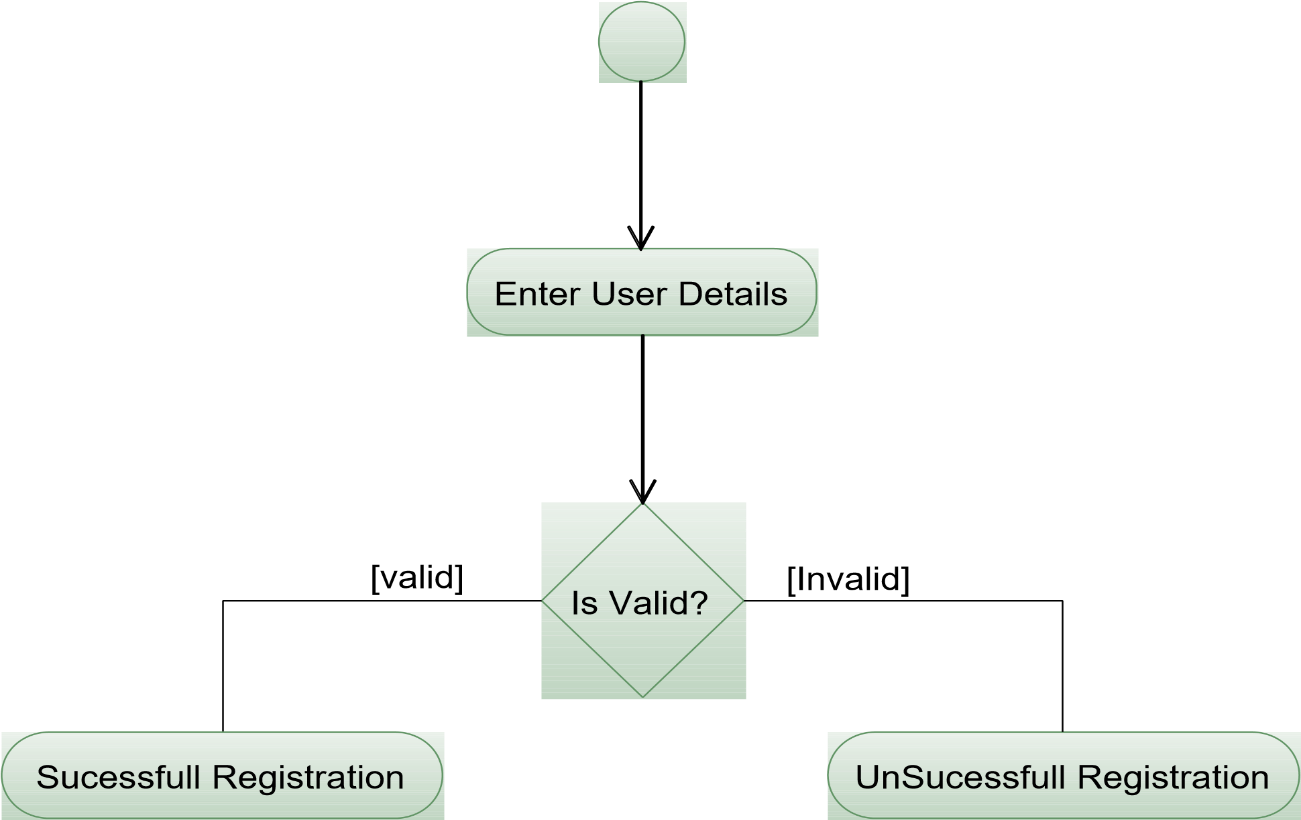 Enter User Details
[valid]
[Invalid]
Is Valid?
Sucessfull Registration
UnSucessfull Registration